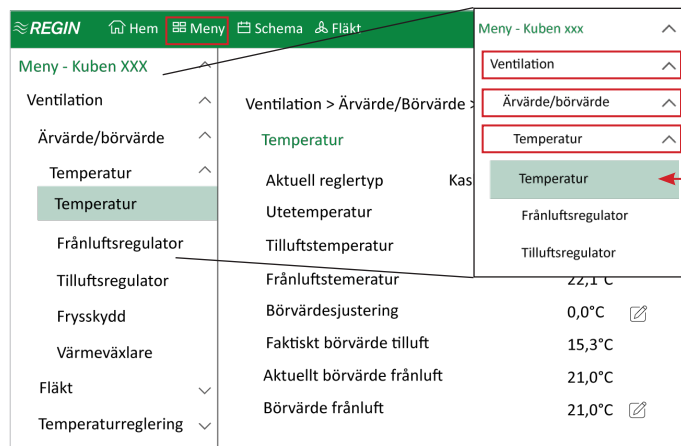 REGIN Hem Meny Schema Fläkt
Meny - Kuben XXX
Ventilation
Ärvärde/börvärde
Temperatur
Temperatur
Frånluftsregulator
Tilluftsregulator
Frysskydd
Värmeväxlare
Fläkt
Temperaturreglering
Ventilation > Ärvärde/Börvärde >
Temperatur
Aktuell reglertyp Kas
Utetemperatur
Tilluftstemperatur
Frånluftstemeratur 22,1°C
Börvärdesjustering 0,0°C
Faktiskt börvärde tilluft 15,3°C
Aktuellt börvärde frånluft 21,0°C
Börvärde frånluft 21,0°C
Meny - Kuben xxx
Ventilation
Ärvärde/börvärde
Temperatur
Temperatur
Frånluftsregulator
Tilluftsregulator